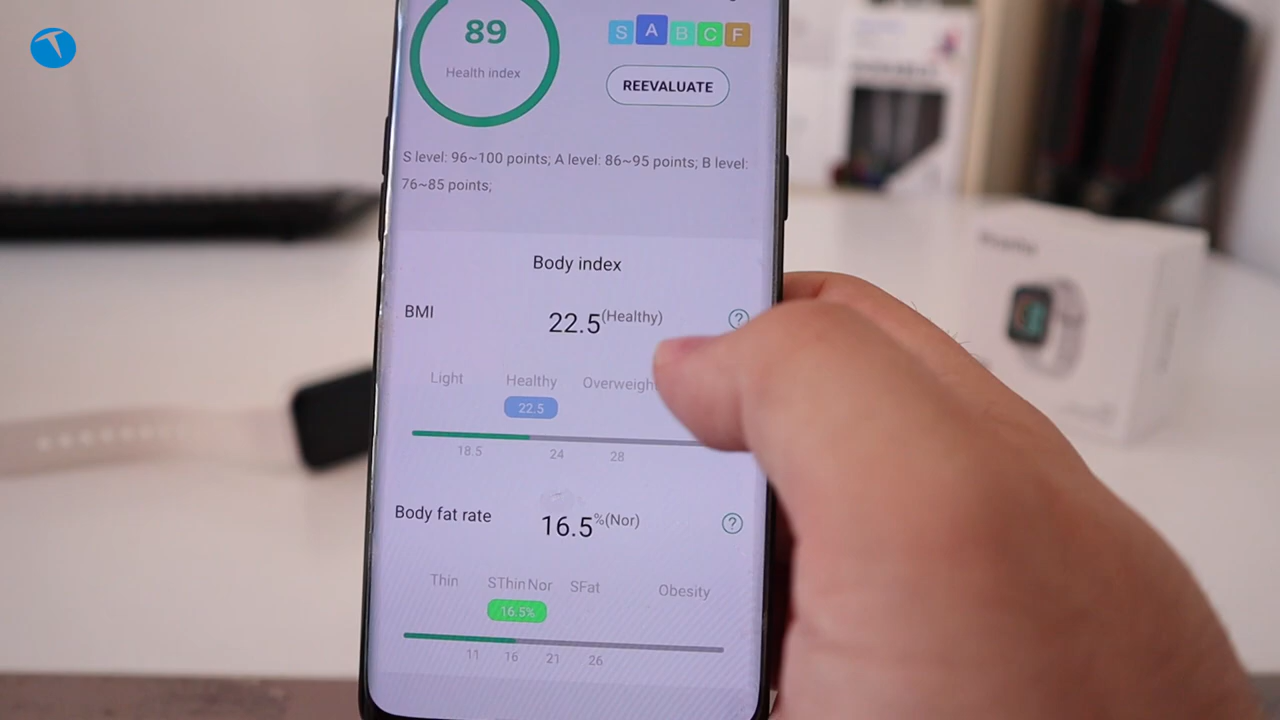 89
Health index
S A B C F
REEVALUATE
S level: 96~100 points; A level: 86~95 points; B level:
76~85 points;
Body index
BMI
22.5(Healthy)
?
Light Healthy Overweight
22.5
18.5 24 28
Body fat rate
16.5%(Nor)
?
Thin SThin Nor SFat Obesity
16.5%
11 16 21 26